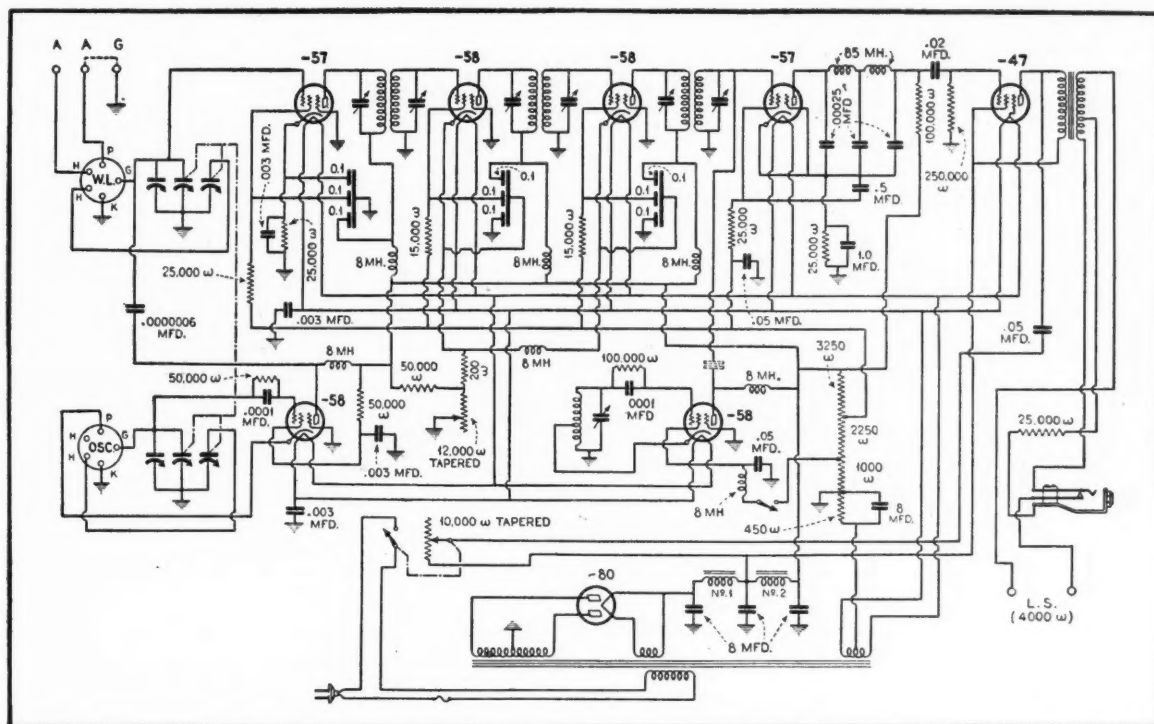 A A G
-57
-58
-58
-57
.85 MH.
.02
MFD.
-47
.00025
MFD
100,000 ω
250,000
ω
P
H
W.L.
G
H
K
.003 MFD.
0.1
0.1
0.1
0.1
0.1
0.1
0.1
0.1
0.1
25,000 ω
25,000 ω
15,000 ω
15,000 ω
8 MH.
8 MH.
8 MH.
25,000
ω
.5
MFD.
25,000 ω
1.0
MFD.
.0000006
MFD.
.003 MFD.
.05 MFD.
.05
MFD.
8 MH
50,000 ω
.0001
MFD.
-58
50,000
ω
.003 MFD.
50,000
ω
200
ω
12,000 ω
TAPERED
8 MH
100,000 ω
.0001
MFD
-58
8 MH.
.05
MFD.
8 MH
3250
ω
2250
ω
1000
ω
450 ω
8
MFD.
25,000 ω
P
H
OSC
G
H
K
.003
MFD.
10,000 ω TAPERED
-80
Nº.1
Nº.2
8 MFD.
L. S.
(4000 ω)